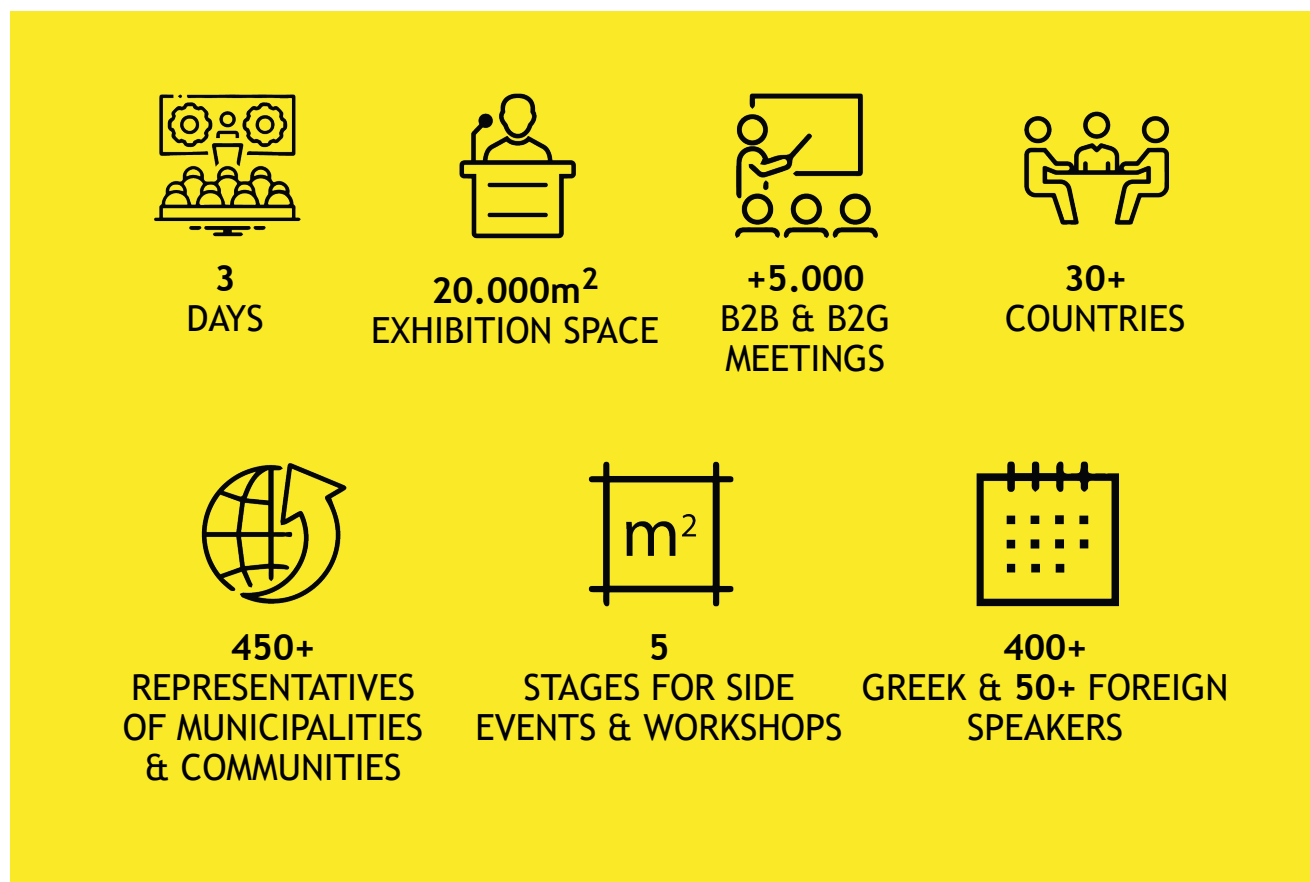 3
DAYS
20.000m²
EXHIBITION SPACE
+5.000
B2B & B2G
MEETINGS
30+
COUNTRIES
450+
REPRESENTATIVES
OF MUNICIPALITIES
& COMMUNITIES
m²
5
STAGES FOR SIDE
EVENTS & WORKSHOPS
400+
GREEK & 50+ FOREIGN
SPEAKERS